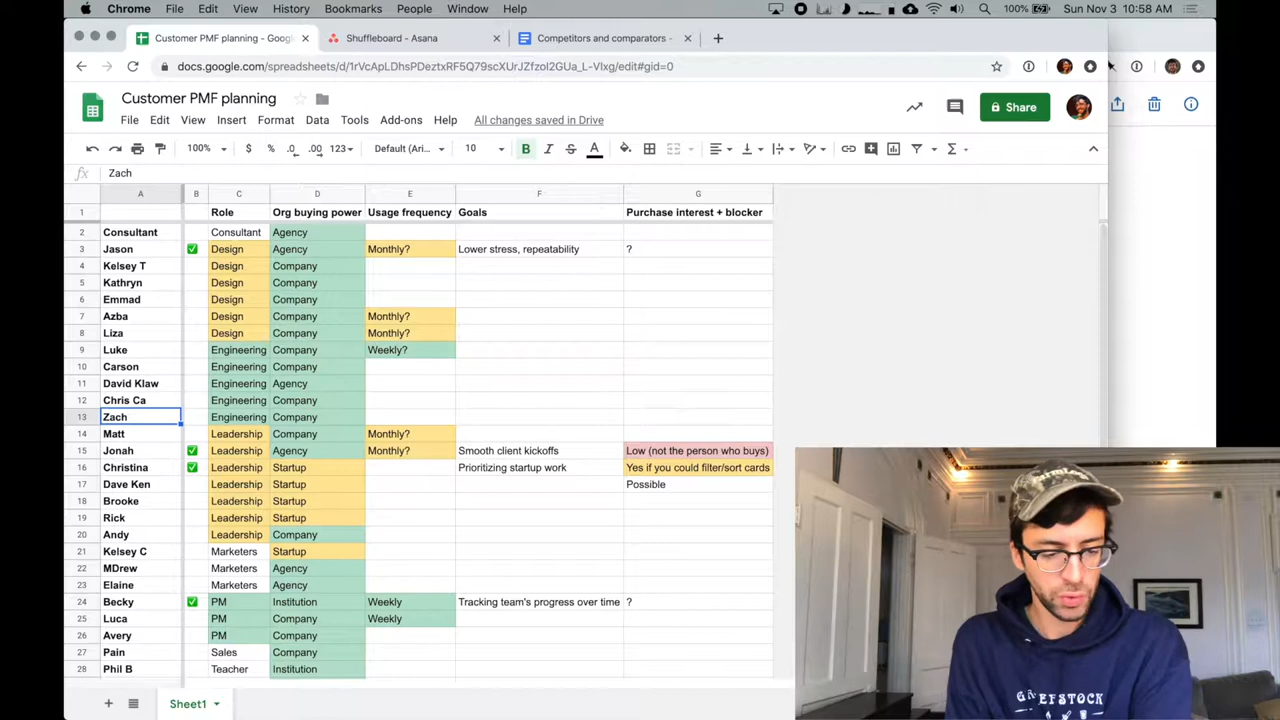 Chrome File Edit View History Bookmarks People Window Help 100% Sun Nov 3 10:58 AM
Customer PMF planning - Goog Shuffleboard - Asana Competitors and comparators -
docs.google.com/spreadsheets/d/1rVcApLDhsPDeztxRF5Q79scXUrJZfzoI2GUa_L-Vlxg/edit#gid=0
Customer PMF planning
File Edit View Insert Format Data Tools Add-ons Help All changes saved in Drive
Share
100% $ % .0 .00 123 Default (Ari... 10 B I S A
fx Zach
A B C D E F G
1 Role Org buying power Usage frequency Goals Purchase interest + blocker
2 Consultant Consultant Agency
3 Jason ✅ Design Agency Monthly? Lower stress, repeatability ?
4 Kelsey T Design Company
5 Kathryn Design Company
6 Emmad Design Company
7 Azba Design Company Monthly?
8 Liza Design Company Monthly?
9 Luke Engineering Company Weekly?
10 Carson Engineering Company
11 David Klaw Engineering Agency
12 Chris Ca Engineering Company
13 Zach Engineering Company
14 Matt Leadership Company Monthly?
15 Jonah ✅ Leadership Agency Monthly? Smooth client kickoffs Low (not the person who buys)
16 Christina ✅ Leadership Startup Prioritizing startup work Yes if you could filter/sort cards
17 Dave Ken Leadership Startup Possible
18 Brooke Leadership Startup
19 Rick Leadership Startup
20 Andy Leadership Company
21 Kelsey C Marketers Startup
22 MDrew Marketers Agency
23 Elaine Marketers Agency
24 Becky ✅ PM Institution Weekly Tracking team's progress over time ?
25 Luca PM Company Weekly
26 Avery PM Company
27 Pain Sales Company
28 Phil B Teacher Institution
Sheet1